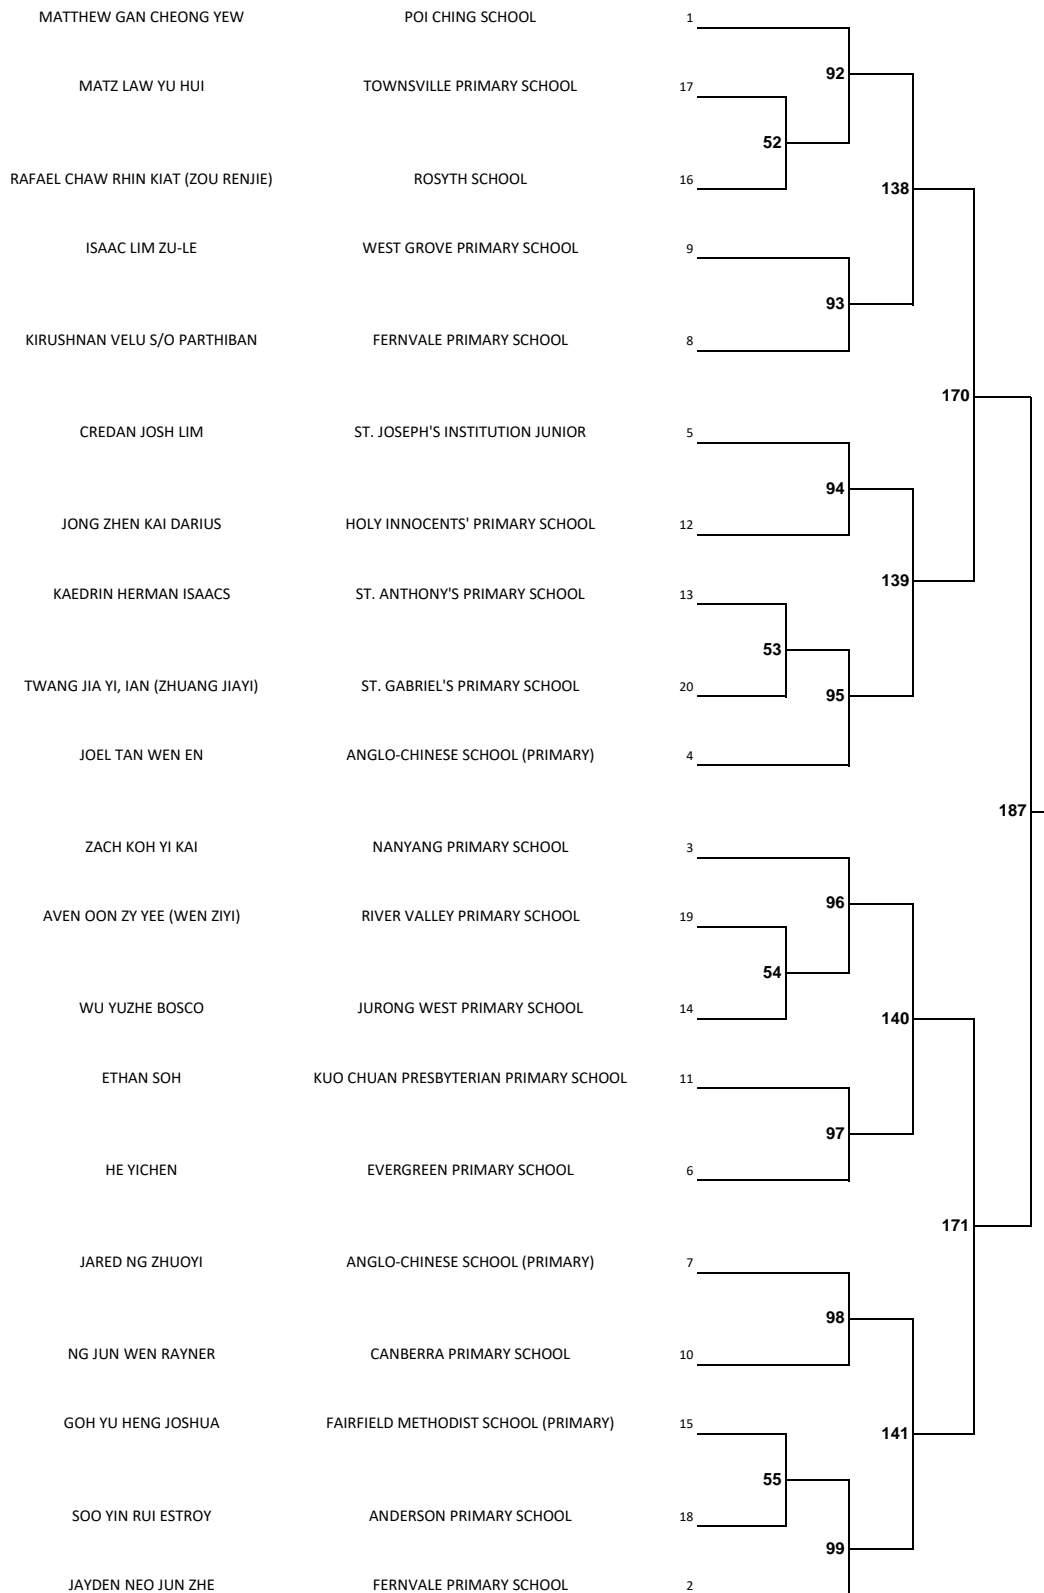 MATTHEW GAN CHEONG YEW POI CHING SCHOOL 1
92
MATZ LAW YU HUI TOWNSVILLE PRIMARY SCHOOL 17
52
RAFAEL CHAW RHIN KIAT (ZOU RENJIE) ROSYTH SCHOOL 16
138
ISAAC LIM ZU-LE WEST GROVE PRIMARY SCHOOL 9
93
KIRUSHNAN VELU S/O PARTHIBAN FERNVALE PRIMARY SCHOOL 8
170
CREDAN JOSH LIM ST. JOSEPH'S INSTITUTION JUNIOR 5
94
JONG ZHEN KAI DARIUS HOLY INNOCENTS' PRIMARY SCHOOL 12
139
KAEDRIN HERMAN ISAACS ST. ANTHONY'S PRIMARY SCHOOL 13
53
TWANG JIA YI, IAN (ZHUANG JIAYI) ST. GABRIEL'S PRIMARY SCHOOL 20
95
JOEL TAN WEN EN ANGLO-CHINESE SCHOOL (PRIMARY) 4
187
ZACH KOH YI KAI NANYANG PRIMARY SCHOOL 3
96
AVEN OON ZY YEE (WEN ZIYI) RIVER VALLEY PRIMARY SCHOOL 19
54
WU YUZHE BOSCO JURONG WEST PRIMARY SCHOOL 14
140
ETHAN SOH KUO CHUAN PRESBYTERIAN PRIMARY SCHOOL 11
97
HE YICHEN EVERGREEN PRIMARY SCHOOL 6
171
JARED NG ZHUOYI ANGLO-CHINESE SCHOOL (PRIMARY) 7
98
NG JUN WEN RAYNER CANBERRA PRIMARY SCHOOL 10
GOH YU HENG JOSHUA FAIRFIELD METHODIST SCHOOL (PRIMARY) 15
141
55
SOO YIN RUI ESTROY ANDERSON PRIMARY SCHOOL 18
99
JAYDEN NEO JUN ZHE FERNVALE PRIMARY SCHOOL 2